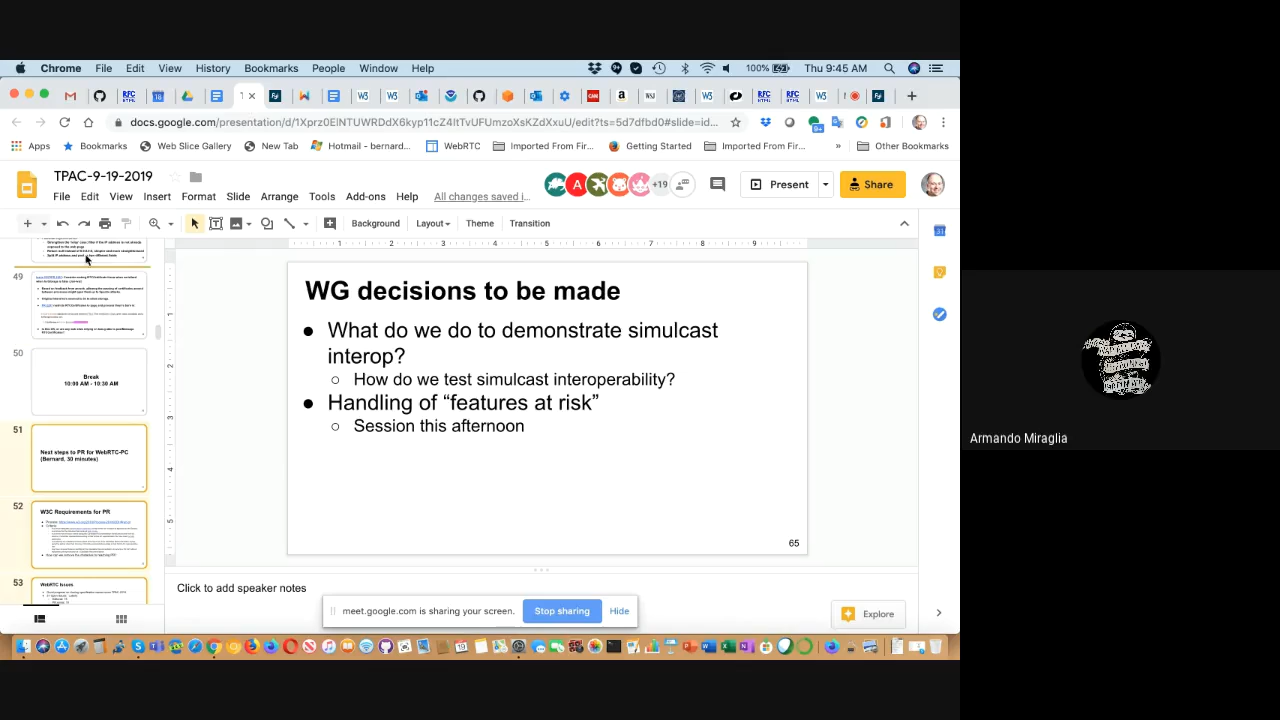 Chrome File Edit View History Bookmarks People Window Help 100% Thu 9:45 AM
docs.google.com/presentation/d/1Xprz0ElNTUWRDdX6kyp11cZ4ltTvUFUmzoXsKZdXxuU/edit?ts=5d7dfbd0#slide=id...
Apps Bookmarks Web Slice Gallery New Tab Hotmail - bernard... WebRTC Imported From Fir... Getting Started Imported From Fir... » Other Bookmarks
TPAC-9-19-2019
File Edit View Insert Format Slide Arrange Tools Add-ons Help All changes saved i...
+19 Present Share
Background Layout Theme Transition
49
50
Break
10:00 AM - 10:30 AM
51
Next steps to PR for WebRTC-PC
(Bernard, 30 minutes)
52
W3C Requirements for PR
53
WebRTC Issues
WG decisions to be made
● What do we do to demonstrate simulcast
interop?
○ How do we test simulcast interoperability?
● Handling of “features at risk”
○ Session this afternoon
65
Click to add speaker notes
meet.google.com is sharing your screen. Stop sharing Hide
Explore
Armando Miraglia